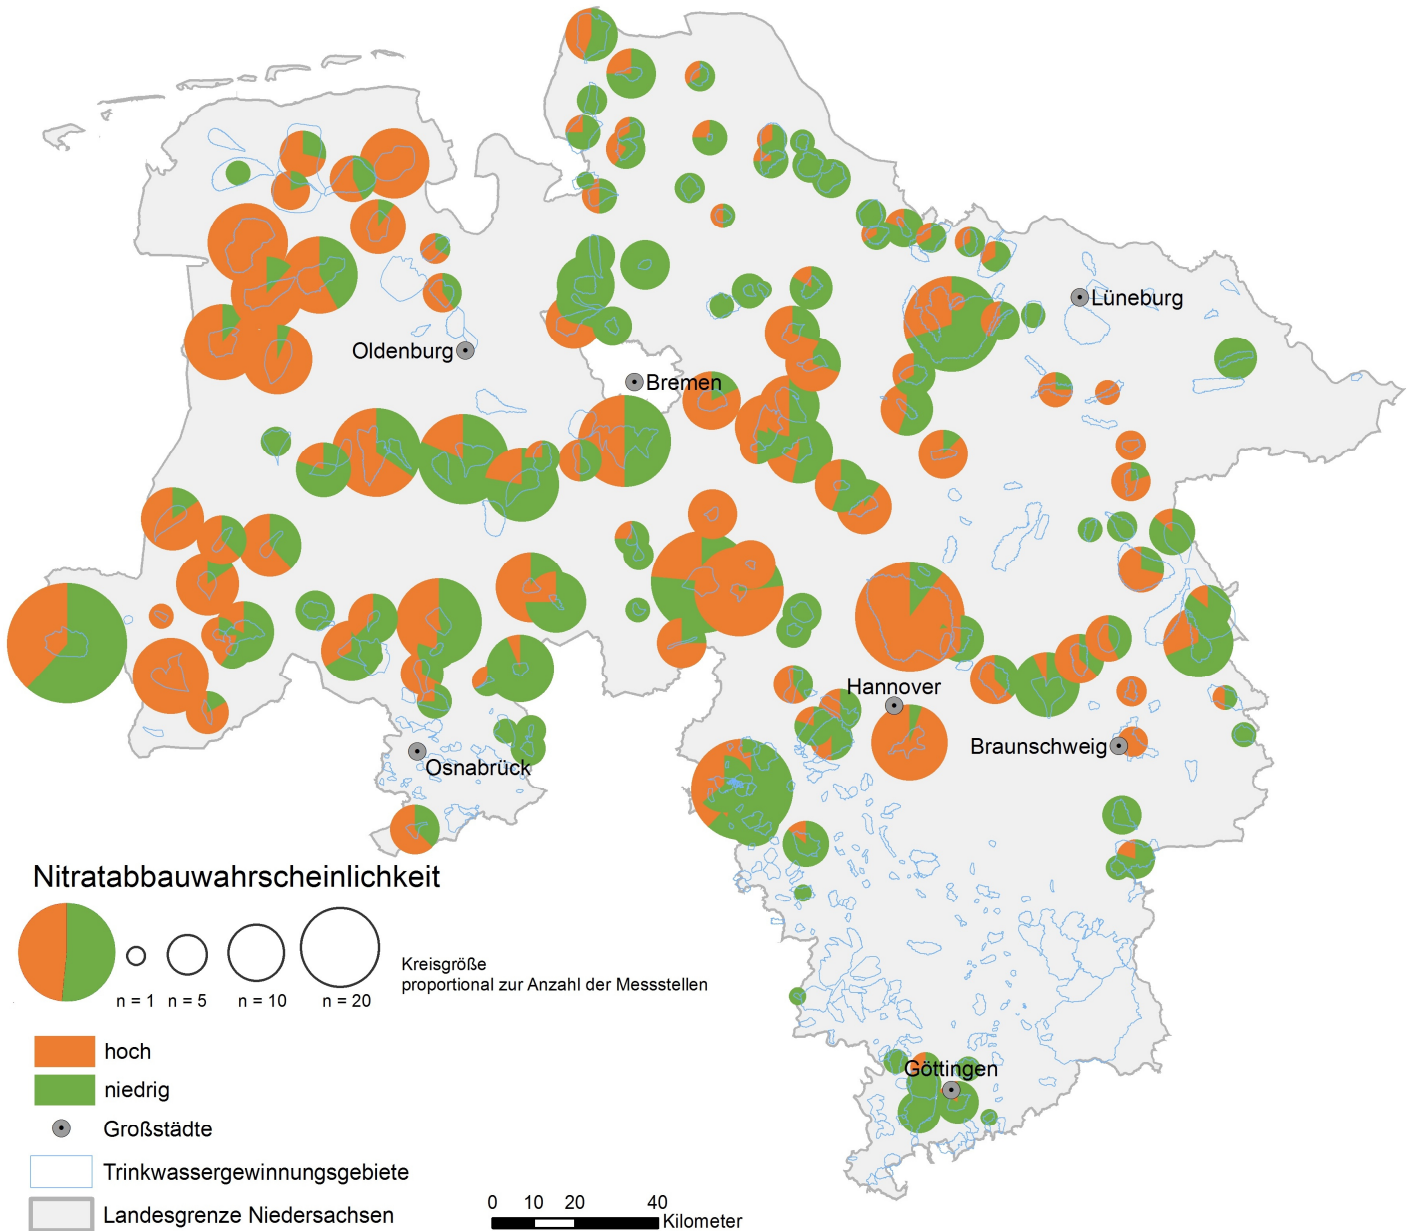 Lüneburg
Oldenburg
Bremen
Hannover
Braunschweig
Osnabrück
Göttingen
Nitratabbauwahrscheinlichkeit
n = 1 n = 5 n = 10 n = 20
Kreisgröße
proportional zur Anzahl der Messstellen
hoch
niedrig
Großstädte
Trinkwassergewinnungsgebiete
Landesgrenze Niedersachsen
0 10 20 40
Kilometer